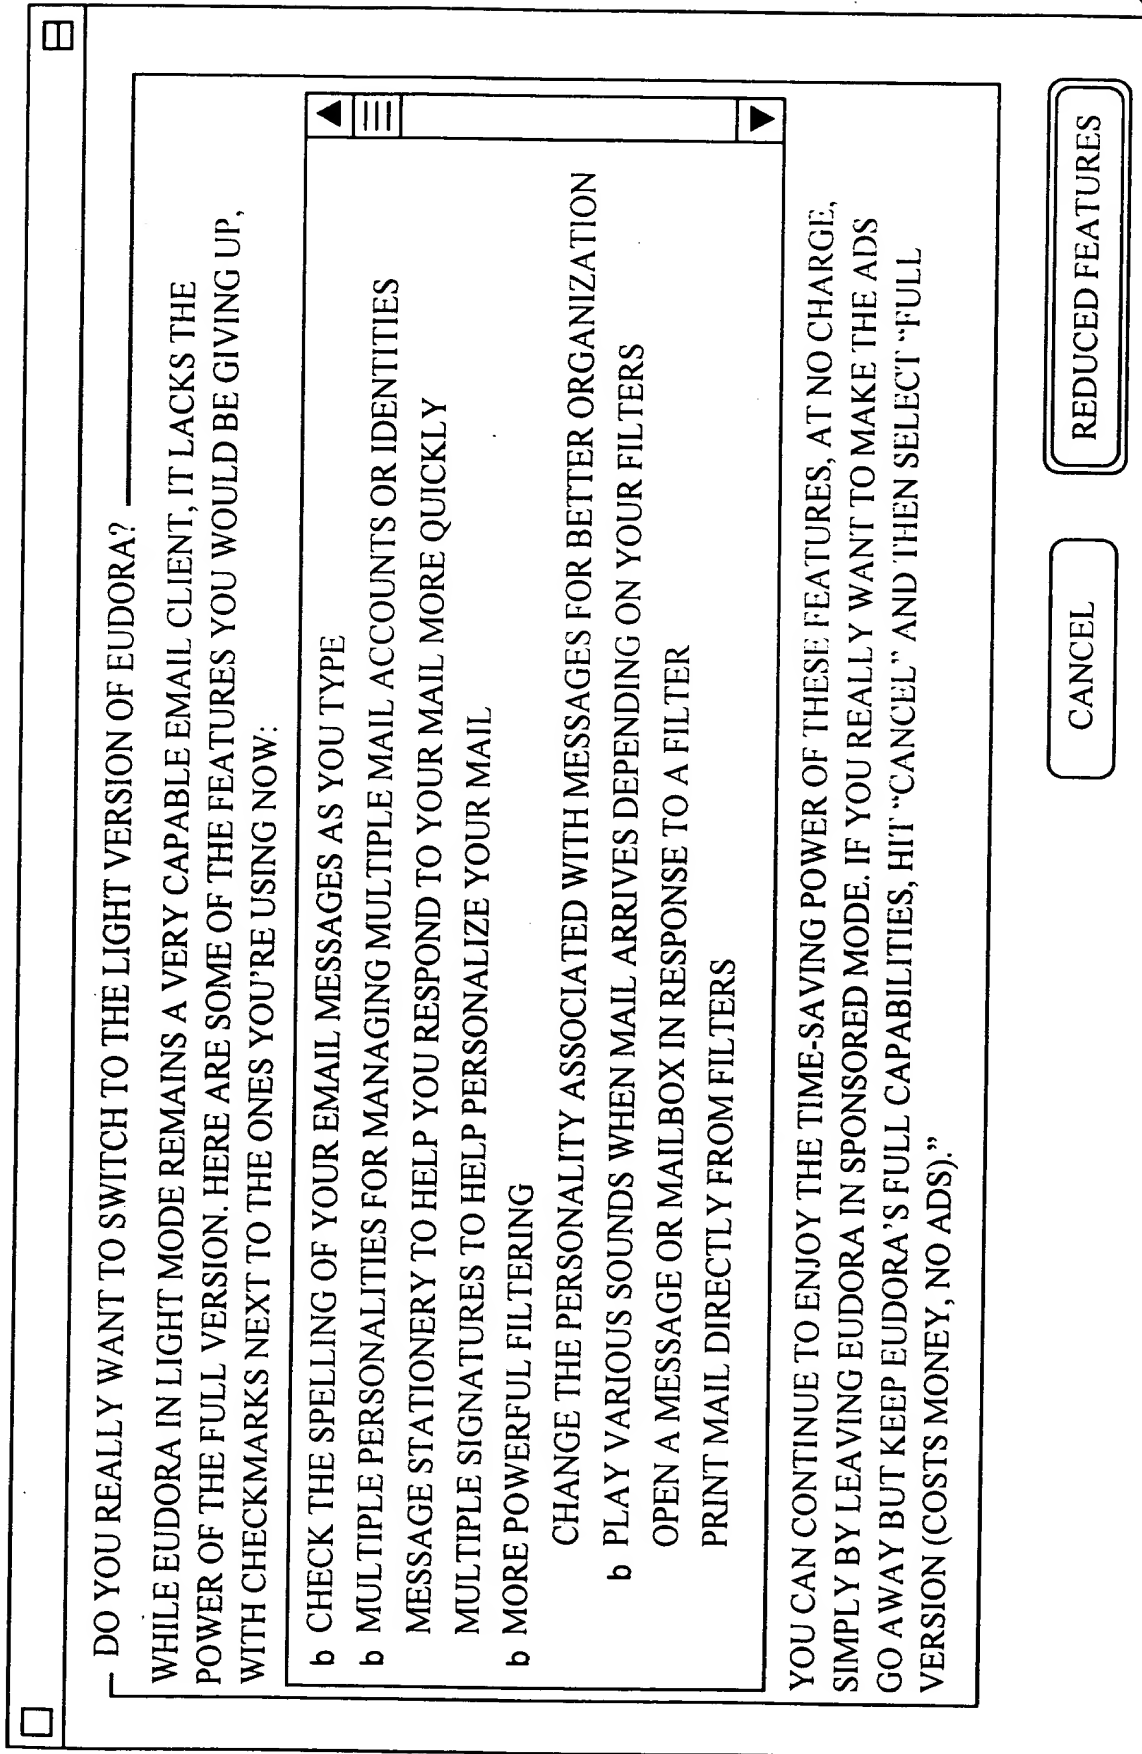 DO YOU REALLY WANT TO SWITCH TO THE LIGHT VERSION OF EUDORA?
WHILE EUDORA IN LIGHT MODE REMAINS A VERY CAPABLE EMAIL CLIENT, IT LACKS THE
POWER OF THE FULL VERSION. HERE ARE SOME OF THE FEATURES YOU WOULD BE GIVING UP,
WITH CHECKMARKS NEXT TO THE ONES YOU'RE USING NOW:
b CHECK THE SPELLING OF YOUR EMAIL MESSAGES AS YOU TYPE
b MULTIPLE PERSONALITIES FOR MANAGING MULTIPLE MAIL ACCOUNTS OR IDENTITIES
MESSAGE STATIONERY TO HELP YOU RESPOND TO YOUR MAIL MORE QUICKLY
MULTIPLE SIGNATURES TO HELP PERSONALIZE YOUR MAIL
b MORE POWERFUL FILTERING
CHANGE THE PERSONALITY ASSOCIATED WITH MESSAGES FOR BETTER ORGANIZATION
b PLAY VARIOUS SOUNDS WHEN MAIL ARRIVES DEPENDING ON YOUR FILTERS
OPEN A MESSAGE OR MAILBOX IN RESPONSE TO A FILTER
PRINT MAIL DIRECTLY FROM FILTERS
YOU CAN CONTINUE TO ENJOY THE TIME-SAVING POWER OF THESE FEATURES, AT NO CHARGE,
SIMPLY BY LEAVING EUDORA IN SPONSORED MODE. IF YOU REALLY WANT TO MAKE THE ADS
GO AWAY BUT KEEP EUDORA'S FULL CAPABILITIES, HIT "CANCEL" AND THEN SELECT "FULL
VERSION (COSTS MONEY, NO ADS)."
CANCEL
REDUCED FEATURES